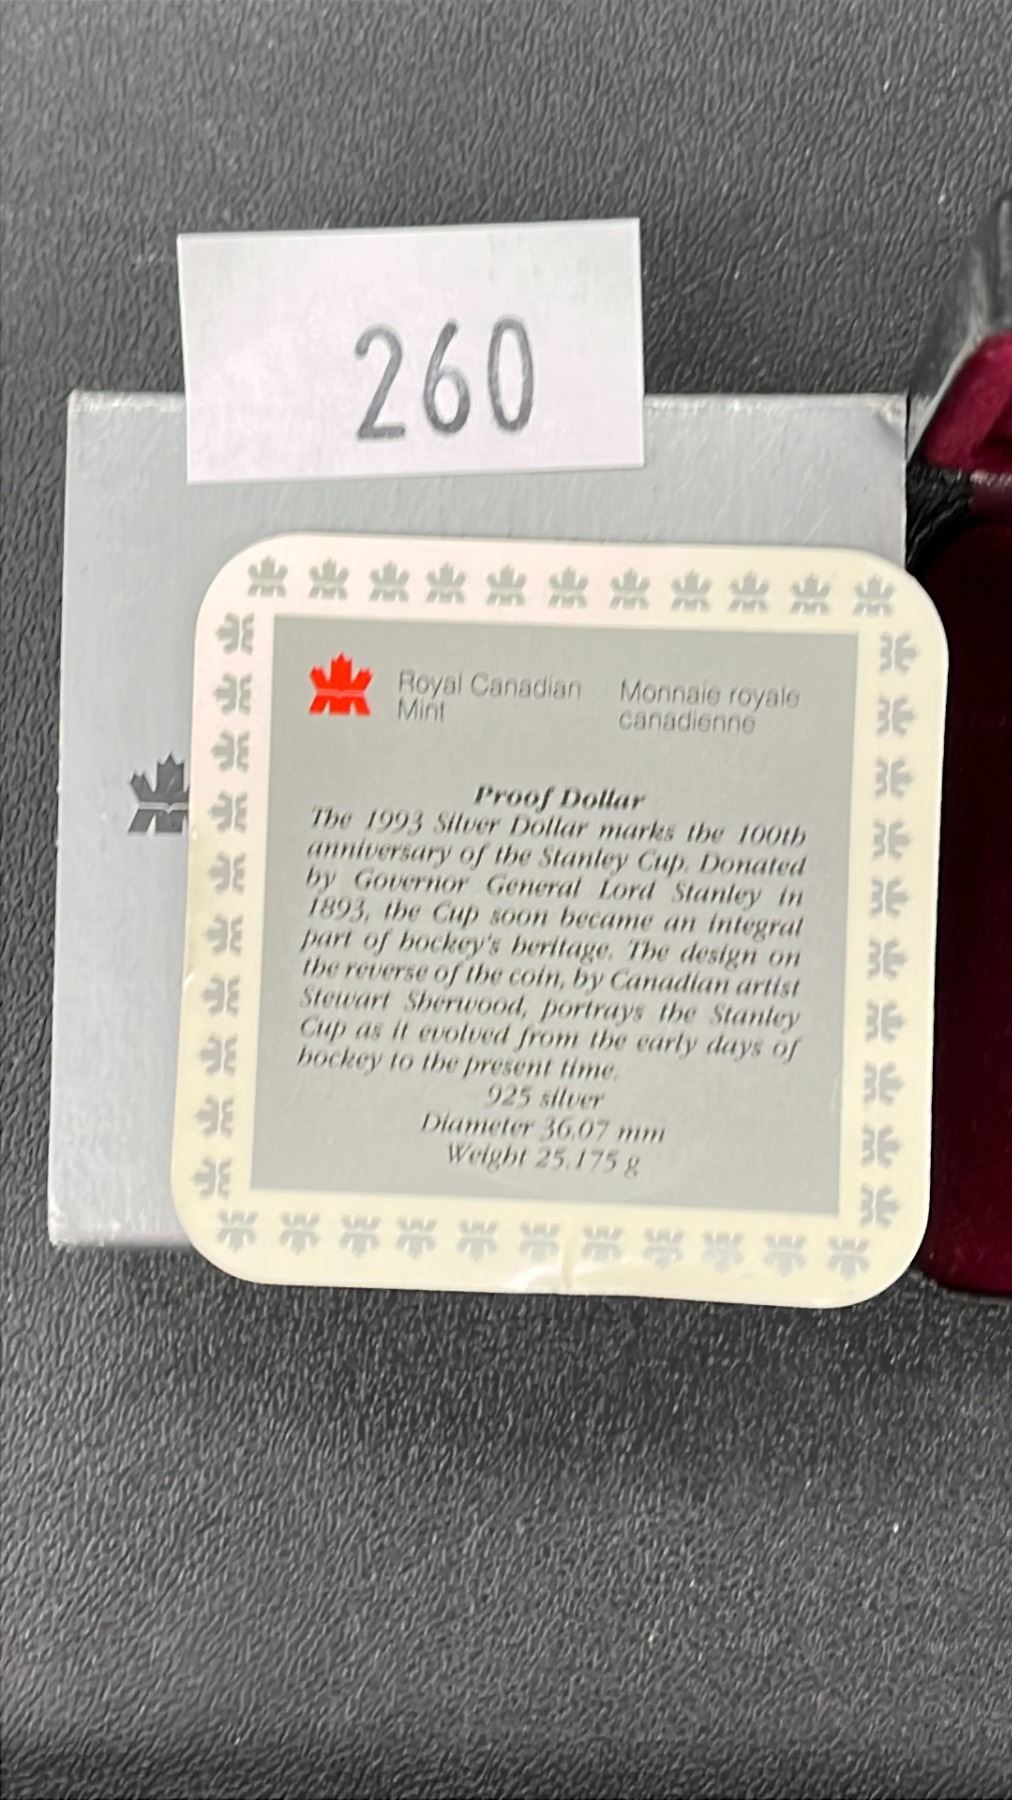 260
Royal Canadian Mint
Monnaie royale canadienne
Proof Dollar
The 1993 Silver Dollar marks the 100th
anniversary of the Stanley Cup. Donated
by Governor General Lord Stanley in
1893, the Cup soon became an integral
part of hockey's heritage. The design on
the reverse of the coin, by Canadian artist
Stewart Sherwood, portrays the Stanley
Cup as it evolved from the early days of
hockey to the present time.
925 silver
Diameter 36.07 mm
Weight 25.175 g